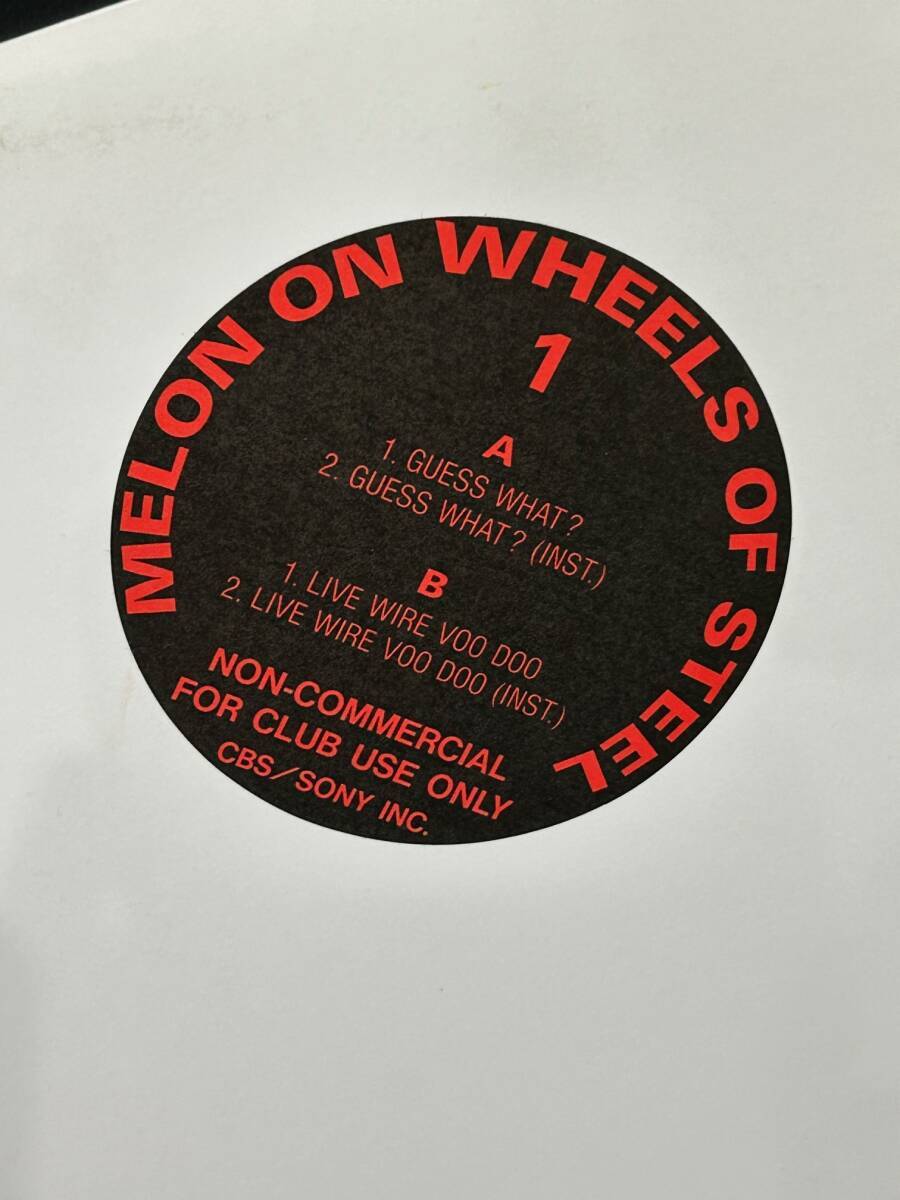 MELON ON WHEELS OF STEEL
1
A
1. GUESS WHAT?
2. GUESS WHAT? (INST.)
B
1. LIVE WIRE VOO DOO
2. LIVE WIRE VOO DOO (INST.)
NON-COMMERCIAL
FOR CLUB USE ONLY
CBS/SONY INC.